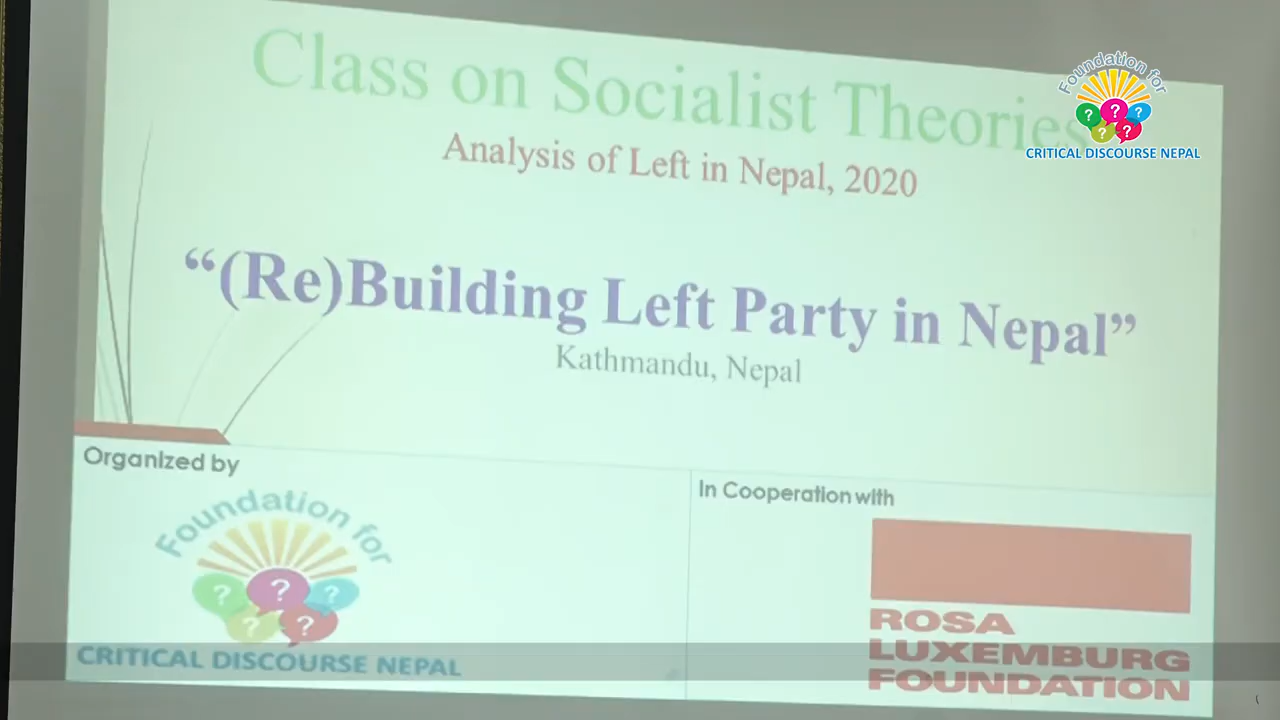 Class on Socialist Theories
Analysis of Left in Nepal, 2020
“(Re)Building Left Party in Nepal”
Kathmandu, Nepal
Organized by
Foundation for
CRITICAL DISCOURSE NEPAL
In Cooperation with
ROSA
LUXEMBURG
FOUNDATION
Foundation for
CRITICAL DISCOURSE NEPAL